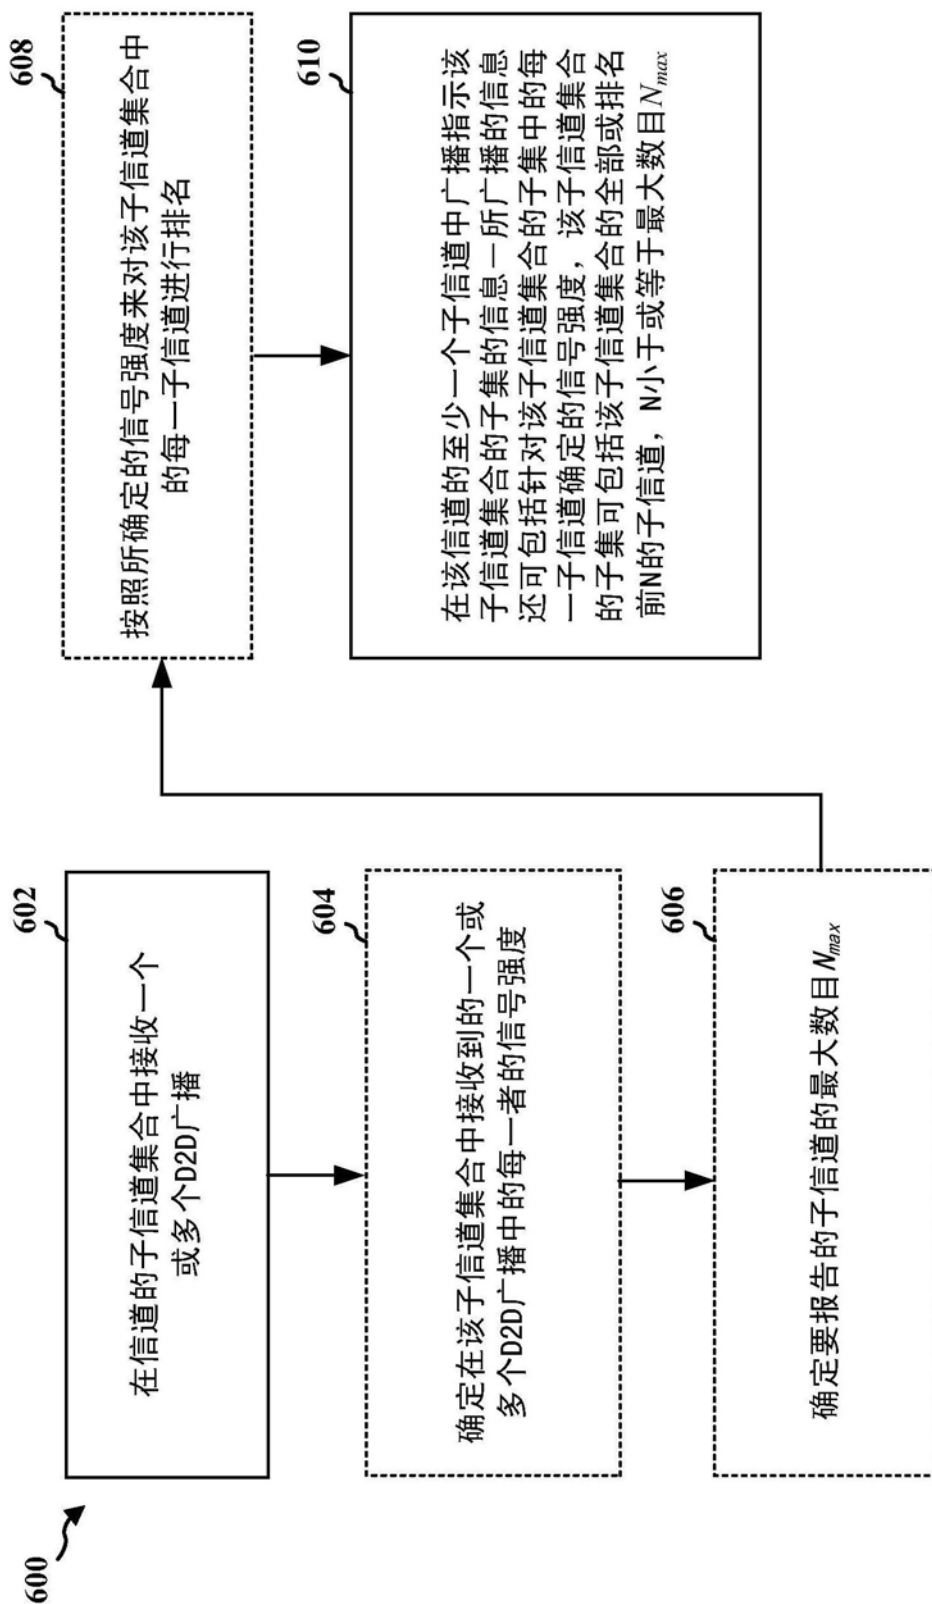 600
602
在信道的子信道集合中接收一个
或多个D2D广播
604
确定在该子信道集合中接收到的一个或
多个D2D广播中的每一者的信号强度
606
确定要报告的子信道的最大数目Nmax
608
按照所确定的信号强度来对该子信道集合中
的每一子信道进行排名
610
在该信道的至少一个子信道中广播指示该
子信道集合的子集的信息—所广播的信息
还可包括针对该子信道集合的子集中的每
一子信道确定的信号强度，该子信道集合
的子集可包括该子信道集合的全部或排名
前N的子信道，N小于或等于最大数目Nmax